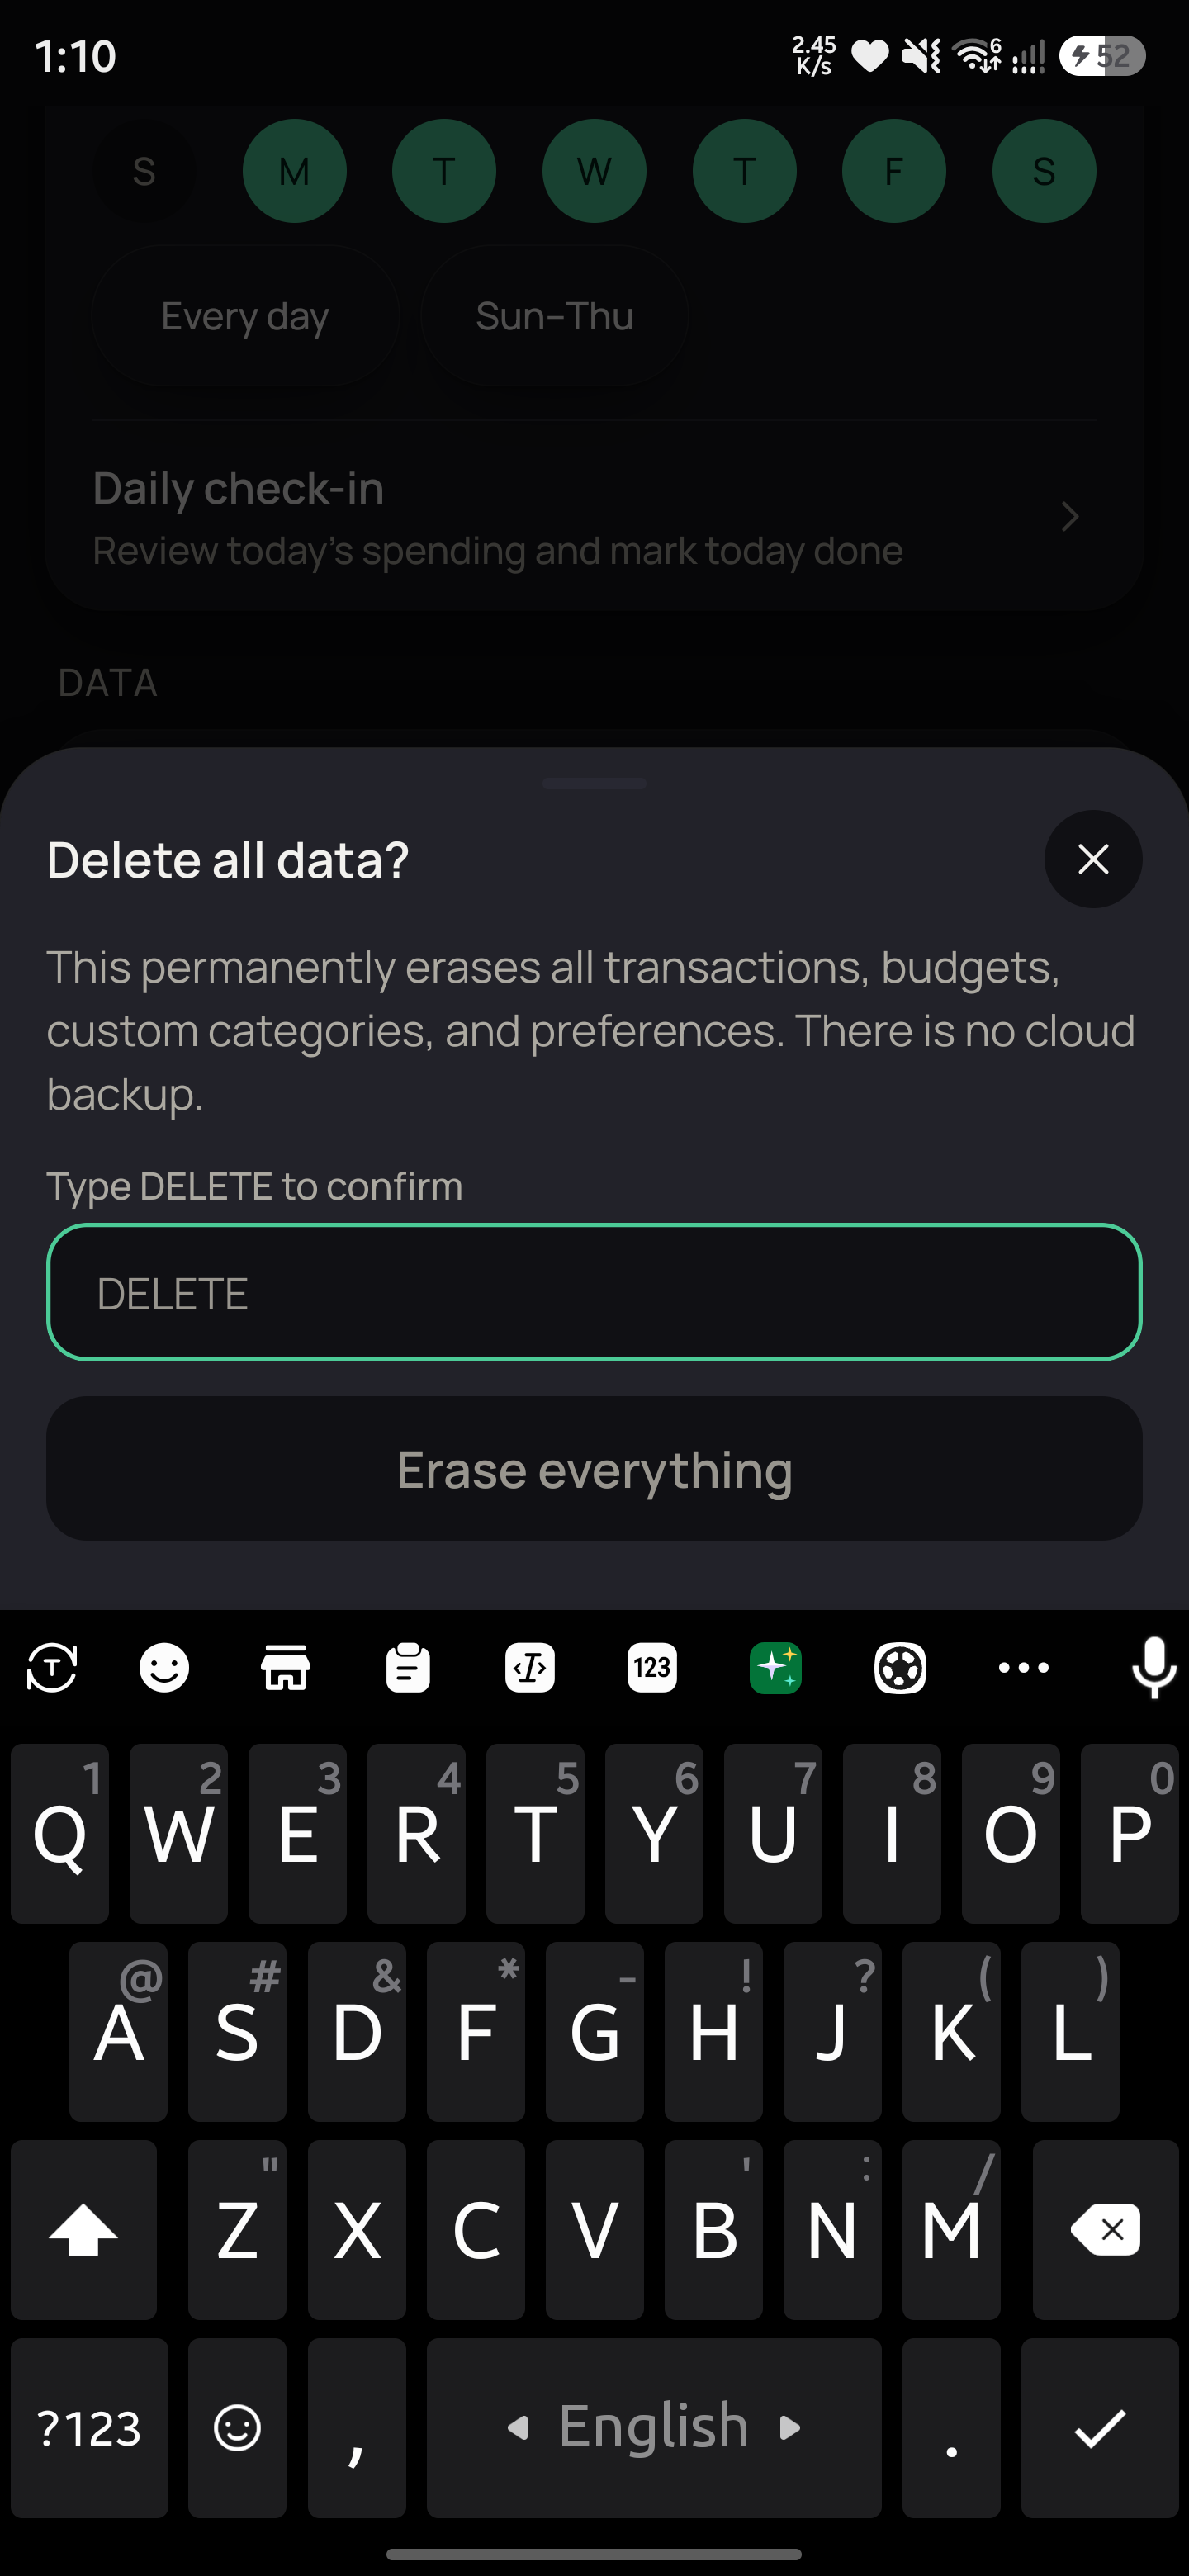 1:10
2.45 K/s
6
52
S M T W T F S
Every day Sun–Thu
Daily check-in
Review today's spending and mark today done
DATA
Delete all data?
This permanently erases all transactions, budgets,
custom categories, and preferences. There is no cloud
backup.
Type DELETE to confirm
DELETE
Erase everything
T
T
123
1 2 3 4 5 6 7 8 9 0
Q W E R T Y U I O P
@ # & * - ! ? ( )
A S D F G H J K L
" ' : /
Z X C V B N M
?123 , English .